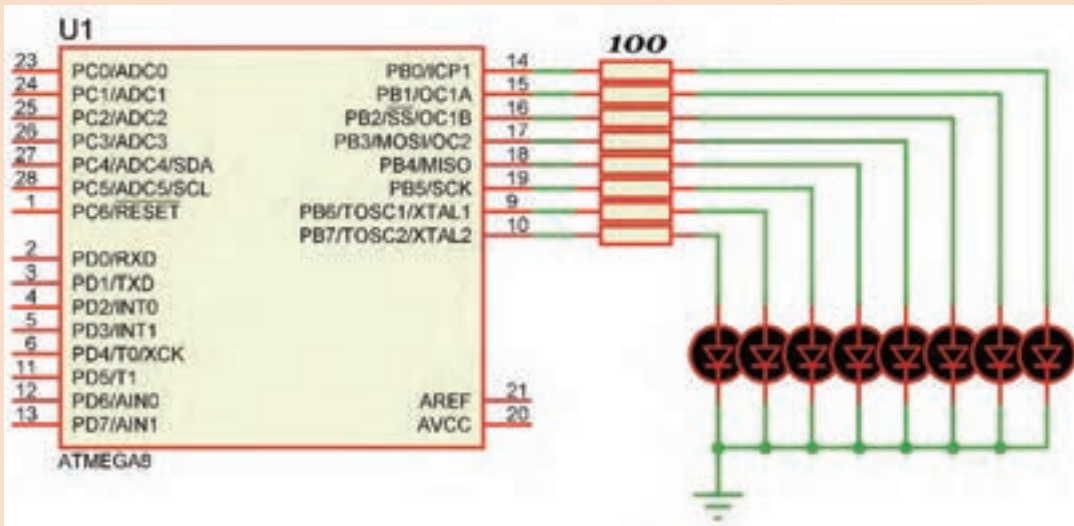 U1
100
23 PC0/ADC0
24 PC1/ADC1
25 PC2/ADC2
26 PC3/ADC3
27 PC4/ADC4/SDA
28 PC5/ADC5/SCL
1 PC6/RESET
2 PD0/RXD
3 PD1/TXD
4 PD2/INT0
5 PD3/INT1
6 PD4/T0/XCK
11 PD5/T1
12 PD6/AIN0
13 PD7/AIN1
PB0/ICP1 14
PB1/OC1A 15
PB2/SS/OC1B 16
PB3/MOSI/OC2 17
PB4/MISO 18
PB5/SCK 19
PB6/TOSC1/XTAL1 9
PB7/TOSC2/XTAL2 10
AREF 21
AVCC 20
ATMEGA8